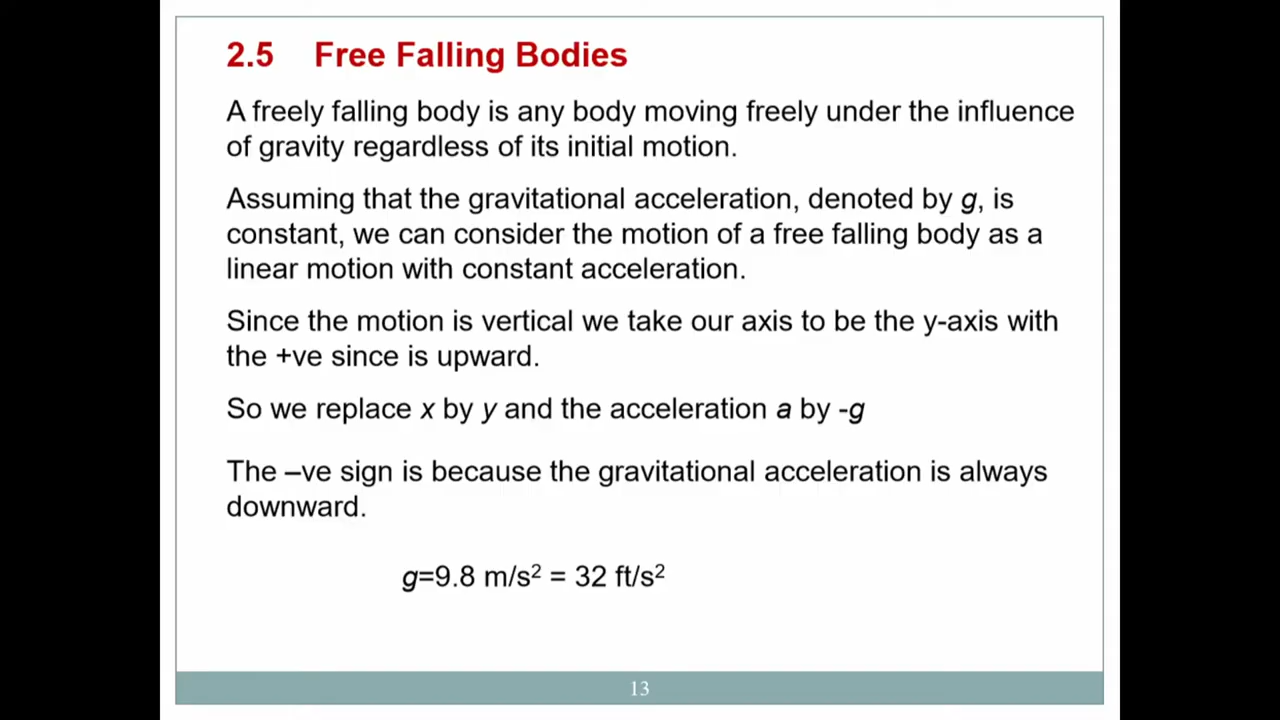 2.5 Free Falling Bodies
A freely falling body is any body moving freely under the influence
of gravity regardless of its initial motion.
Assuming that the gravitational acceleration, denoted by g, is
constant, we can consider the motion of a free falling body as a
linear motion with constant acceleration.
Since the motion is vertical we take our axis to be the y-axis with
the +ve since is upward.
So we replace x by y and the acceleration a by -g
The –ve sign is because the gravitational acceleration is always
downward.
g=9.8 m/s² = 32 ft/s²
13